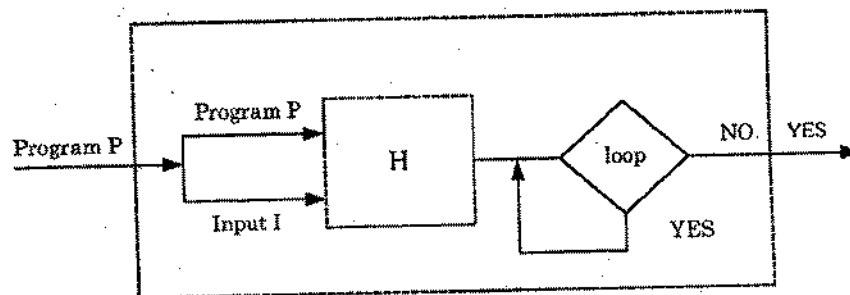 Program P
Program P
Input I
H
loop
NO. YES
YES